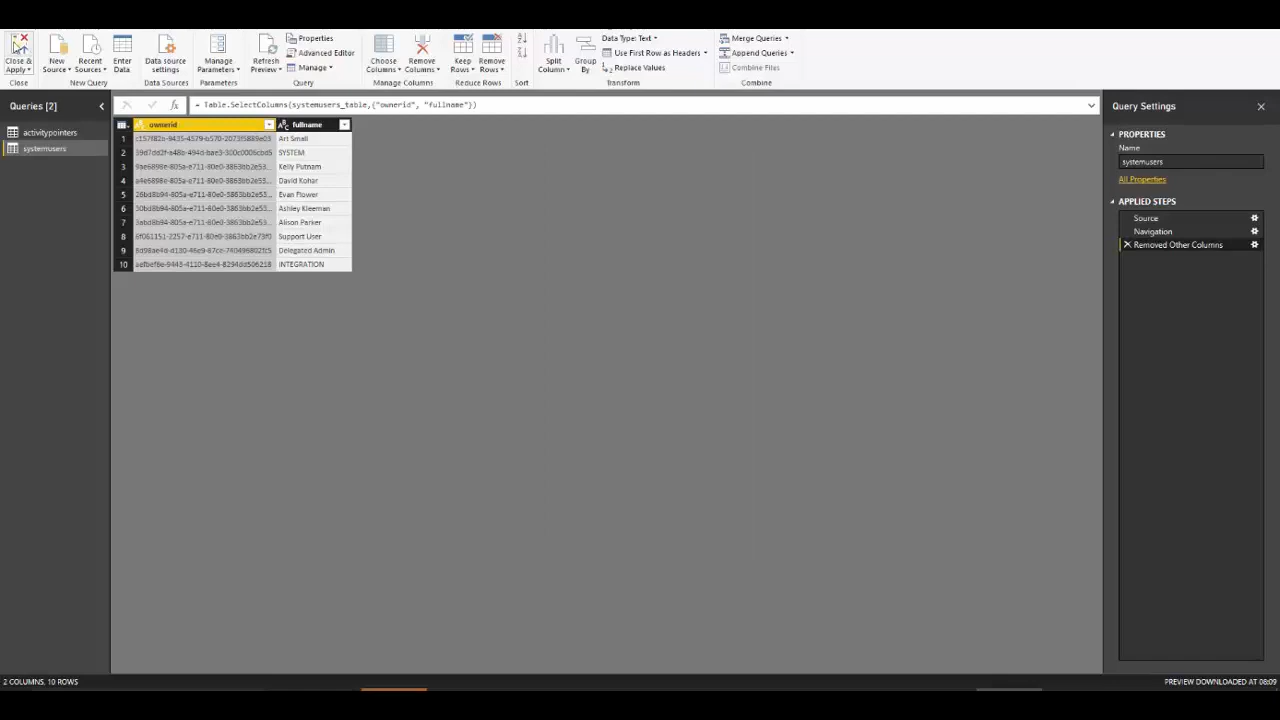 Close & Apply
New Source
Recent Sources
Enter Data
Data source settings
Manage Parameters
Refresh Preview
Properties
Advanced Editor
Manage
Choose Columns
Remove Columns
Keep Rows
Remove Rows
Split Column
Group By
Data Type: Text
Use First Row as Headers
Replace Values
Merge Queries
Append Queries
Combine Files
Close
New Query
Data Sources
Parameters
Query
Manage Columns
Reduce Rows
Sort
Transform
Combine
Queries [2]
activitypointers
systemusers
= Table.SelectColumns(systemusers_table,{"ownerid", "fullname"})
ownerid fullname
1 Art Small
2 SYSTEM
3 Kelly Putnam
4 David Kohar
5 Evan Flower
6 Ashley Kleeman
7 Alison Parker
8 6f061151-2257-e711-80e0-3863bb2e73f0 Support User
9 Delegated Admin
10 INTEGRATION
Query Settings
PROPERTIES
Name
systemusers
All Properties
APPLIED STEPS
Source
Navigation
Removed Other Columns
2 COLUMNS, 10 ROWS
PREVIEW DOWNLOADED AT 08:09